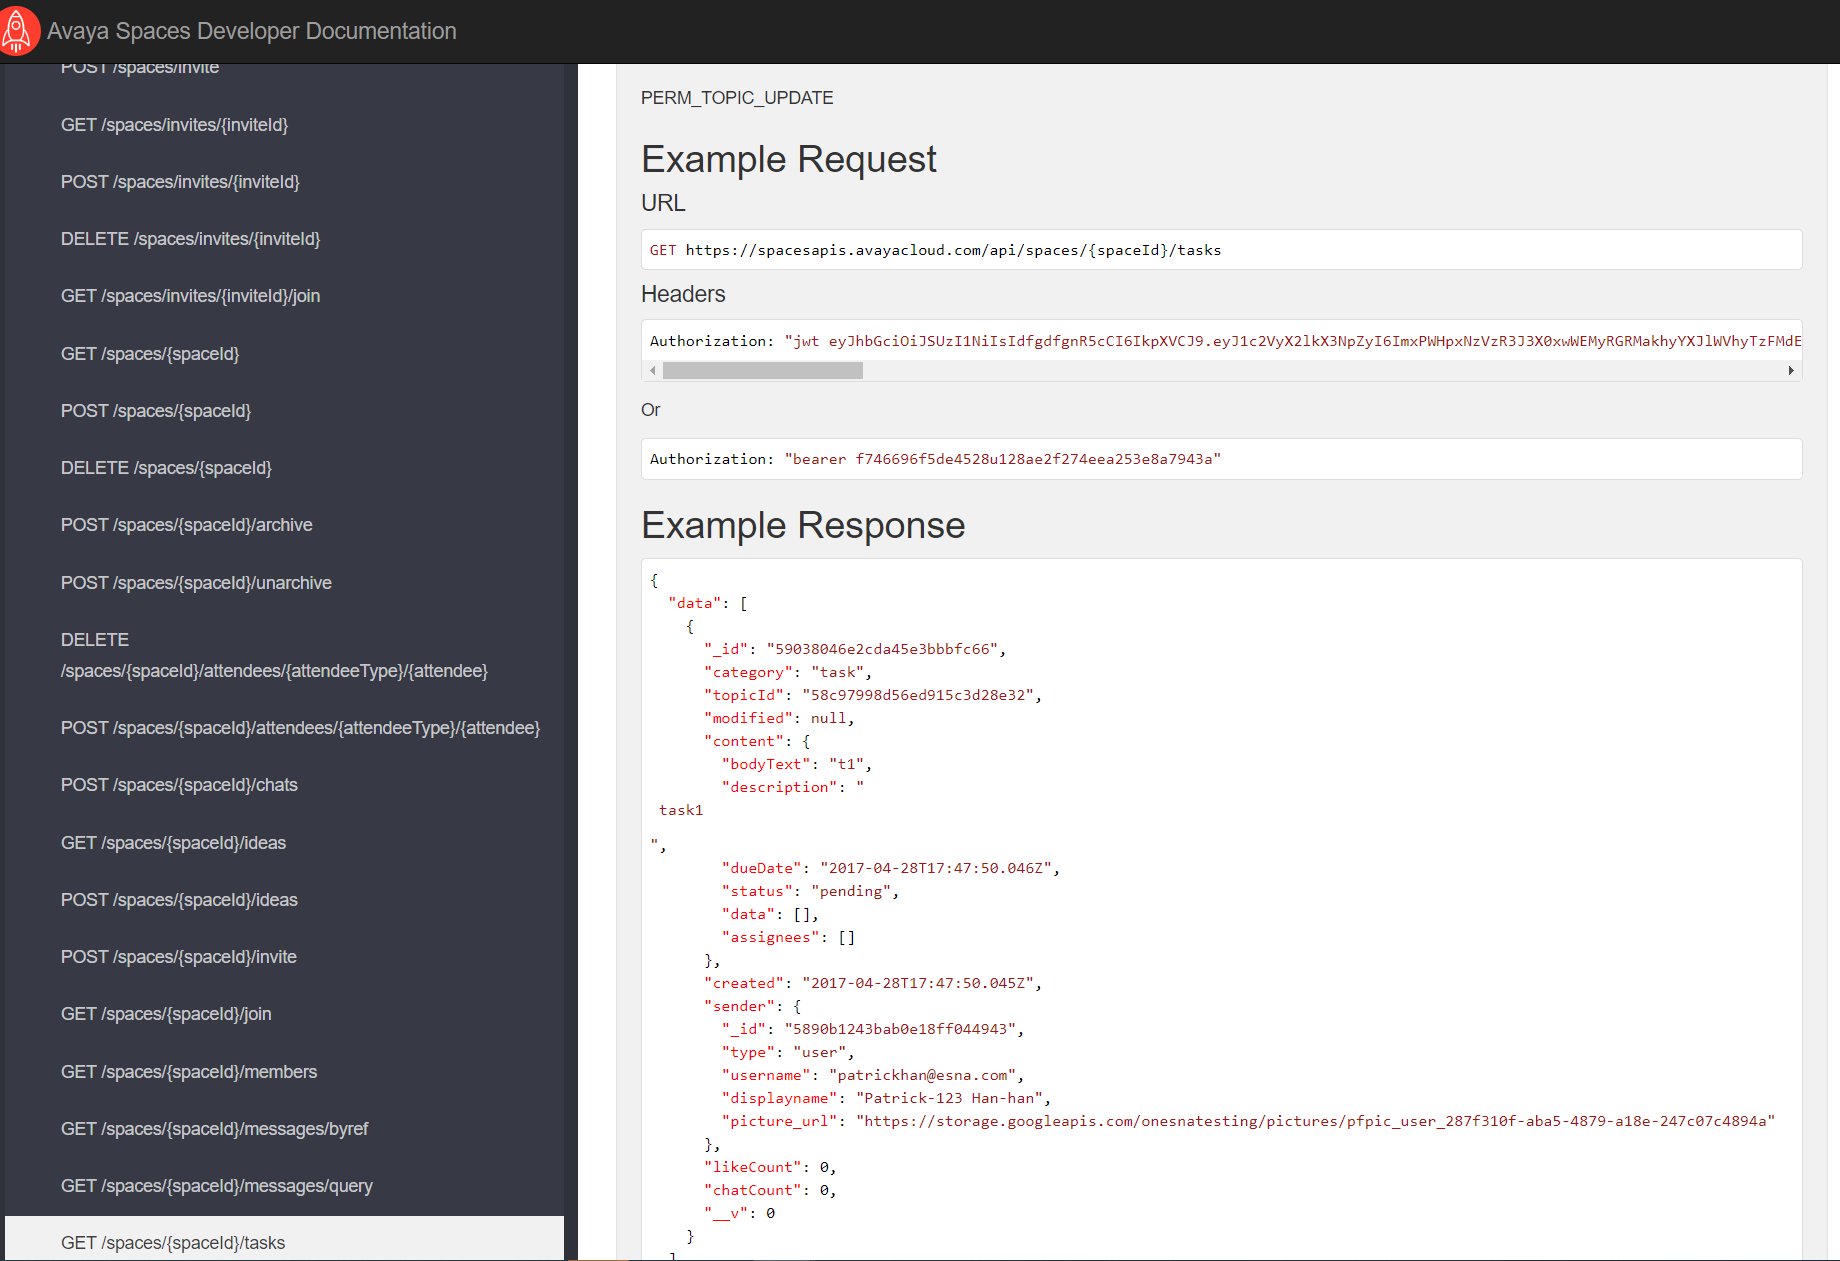 Avaya Spaces Developer Documentation
POST /spaces/invite
GET /spaces/invites/{inviteId}
POST /spaces/invites/{inviteId}
DELETE /spaces/invites/{inviteId}
GET /spaces/invites/{inviteId}/join
GET /spaces/{spaceId}
POST /spaces/{spaceId}
DELETE /spaces/{spaceId}
POST /spaces/{spaceId}/archive
POST /spaces/{spaceId}/unarchive
DELETE
/spaces/{spaceId}/attendees/{attendeeType}/{attendee}
POST /spaces/{spaceId}/attendees/{attendeeType}/{attendee}
POST /spaces/{spaceId}/chats
GET /spaces/{spaceId}/ideas
POST /spaces/{spaceId}/ideas
POST /spaces/{spaceId}/invite
GET /spaces/{spaceId}/join
GET /spaces/{spaceId}/members
GET /spaces/{spaceId}/messages/byref
GET /spaces/{spaceId}/messages/query
GET /spaces/{spaceId}/tasks
PERM_TOPIC_UPDATE
Example Request
URL
GET https://spacesapis.avayacloud.com/api/spaces/{spaceId}/tasks
Headers
Authorization: "jwt eyJhbGciOiJSUzI1NiIsIdfgdfgnR5cCI6IkpXVCJ9.eyJ1c2VyX2lkX3NpZyI6ImxPWHpxNzVzR3J3X0xwWEMyRGRMakhyYXJlWVhyTzFMdE
Or
Authorization: "bearer f746696f5de4528u128ae2f274eea253e8a7943a"
Example Response
{
  "data": [
    {
      "_id": "59038046e2cda45e3bbbfc66",
      "category": "task",
      "topicId": "58c97998d56ed915c3d28e32",
      "modified": null,
      "content": {
        "bodyText": "t1",
        "description": "
 task1
",
        "dueDate": "2017-04-28T17:47:50.046Z",
        "status": "pending",
        "data": [],
        "assignees": []
      },
      "created": "2017-04-28T17:47:50.045Z",
      "sender": {
        "_id": "5890b1243bab0e18ff044943",
        "type": "user",
        "username": "patrickhan@esna.com",
        "displayname": "Patrick-123 Han-han",
        "picture_url": "https://storage.googleapis.com/onesnatesting/pictures/pfpic_user_287f310f-aba5-4879-a18e-247c07c4894a"
      },
      "likeCount": 0,
      "chatCount": 0,
      "__v": 0
    }
  ]